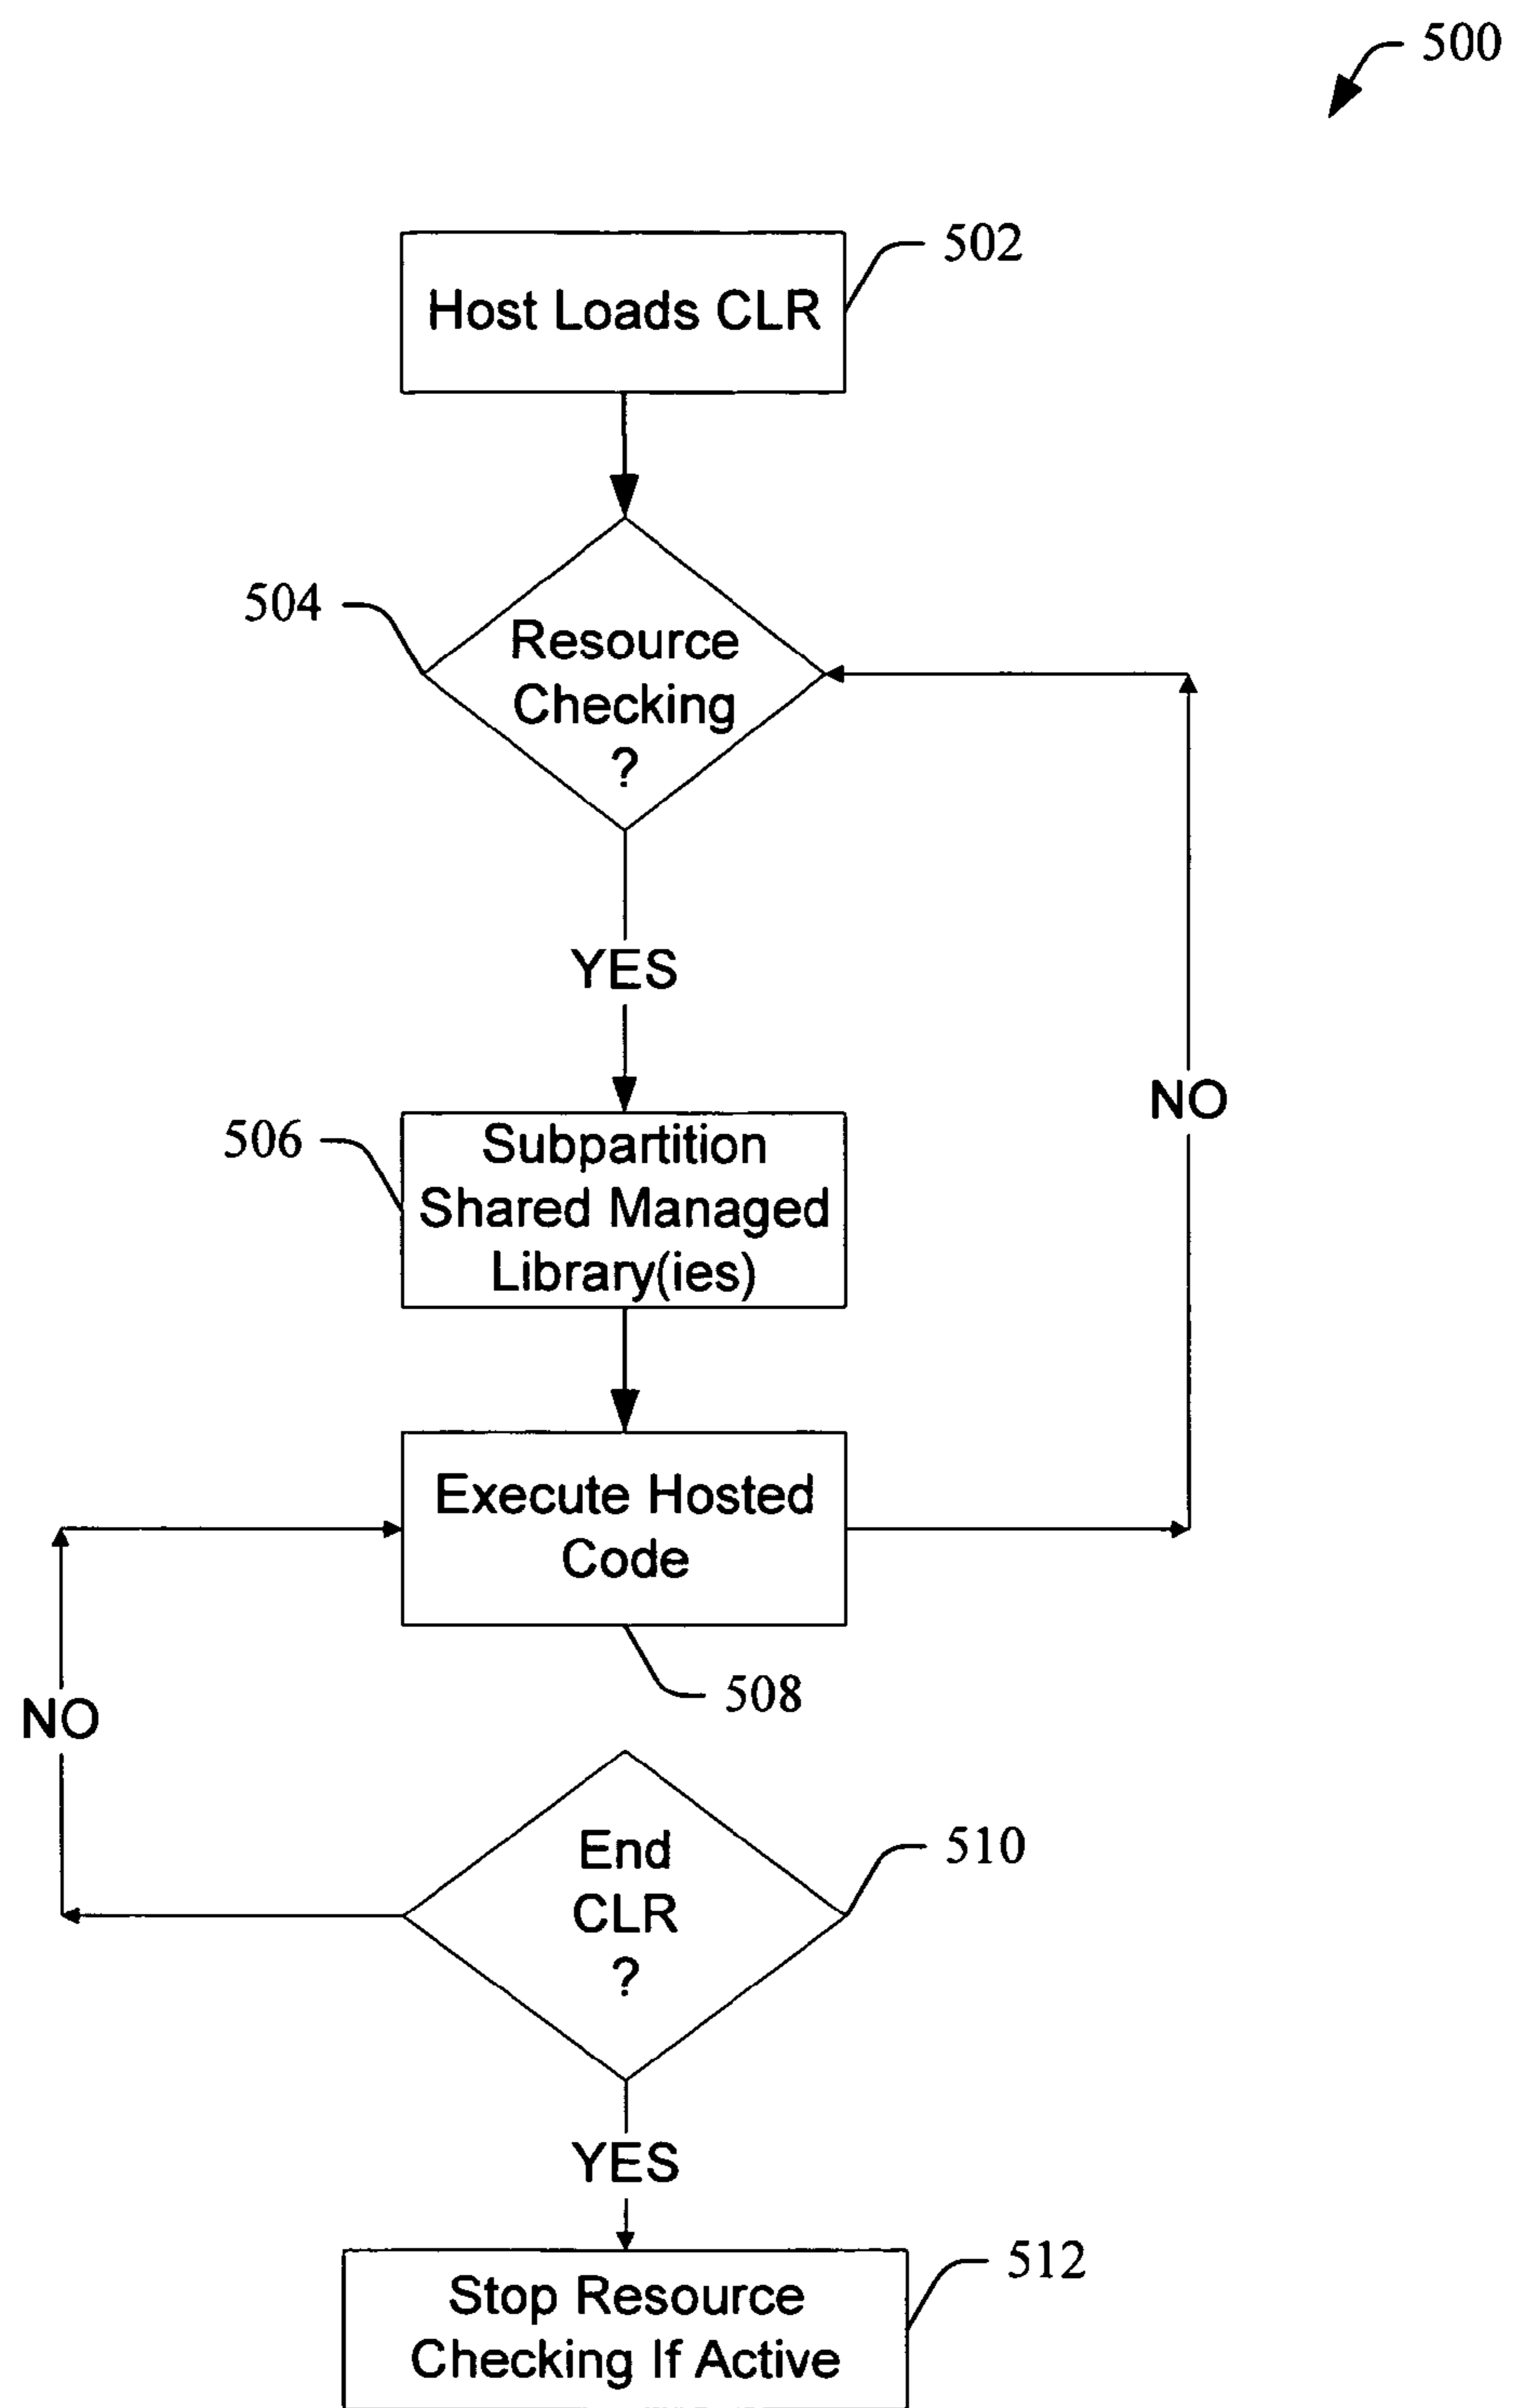 500
502
Host Loads CLR
504
Resource
Checking
?
YES
NO
506
Subpartition
Shared Managed
Library(ies)
Execute Hosted
Code
508
NO
End
CLR
?
510
YES
512
Stop Resource
Checking If Active